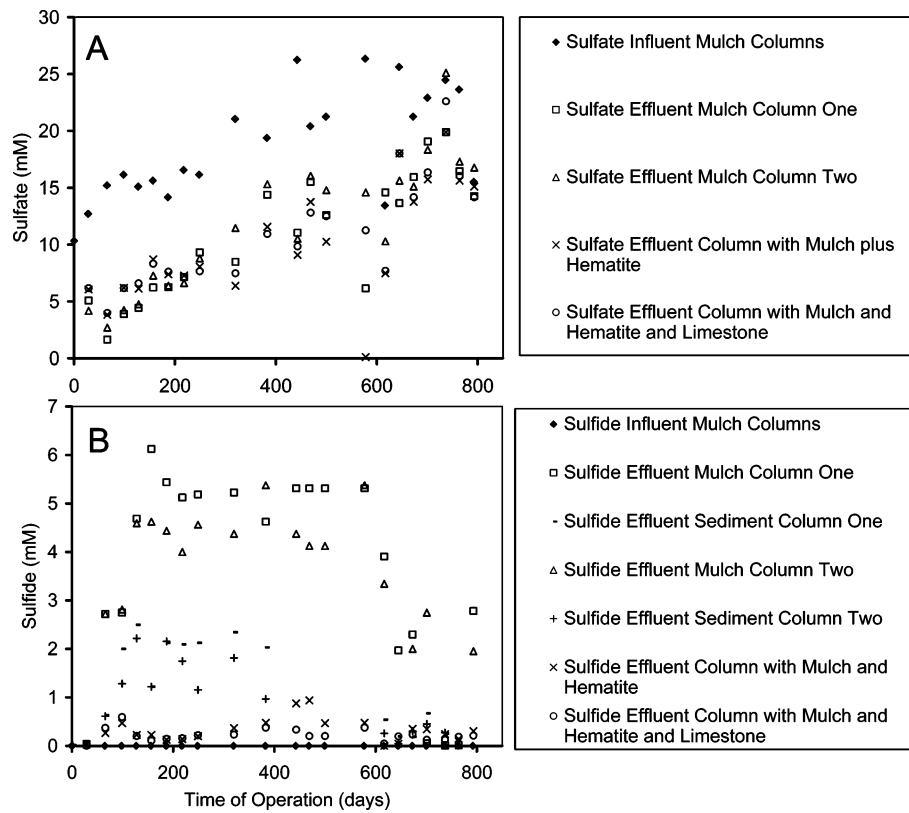 A
30
25
20
15
10
5
0
Sulfate (mM)
0 200 400 600 800
Sulfate Influent Mulch Columns
Sulfate Effluent Mulch Column One
Sulfate Effluent Mulch Column Two
Sulfate Effluent Column with Mulch plus
Hematite
Sulfate Effluent Column with Mulch and
Hematite and Limestone
B
7
6
5
4
3
2
1
0
Sulfide (mM)
0 200 400 600 800
Time of Operation (days)
Sulfide Influent Mulch Columns
Sulfide Effluent Mulch Column One
Sulfide Effluent Sediment Column One
Sulfide Effluent Mulch Column Two
Sulfide Effluent Sediment Column Two
Sulfide Effluent Column with Mulch and
Hematite
Sulfide Effluent Column with Mulch and
Hematite and Limestone